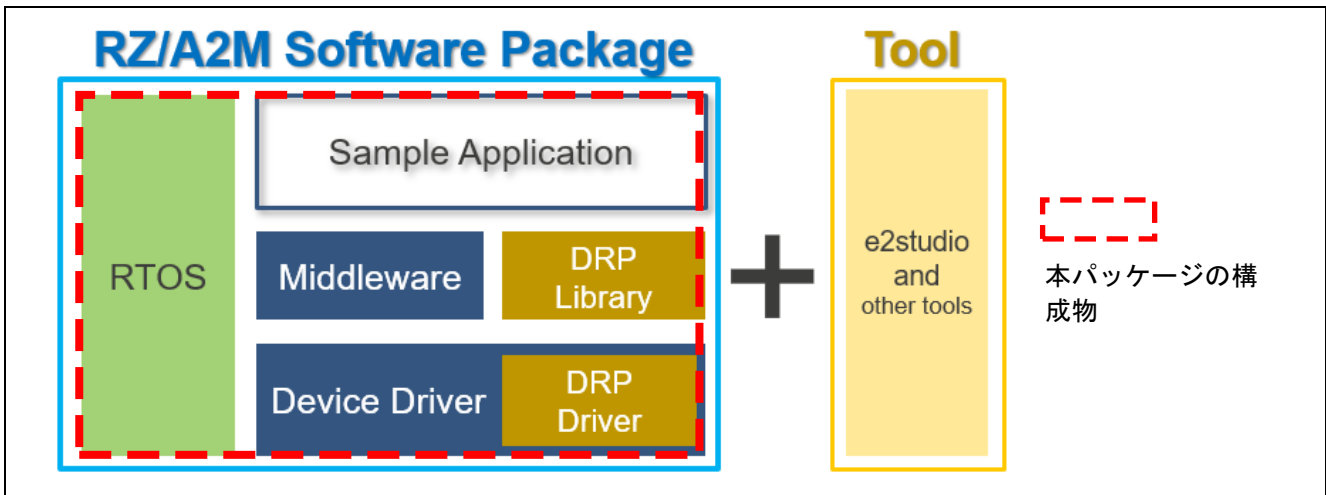 RZ/A2M Software Package
Tool
RTOS
Sample Application
Middleware
DRP
Library
Device Driver
DRP
Driver
+
e2studio
and
other tools
本パッケージの構
成物